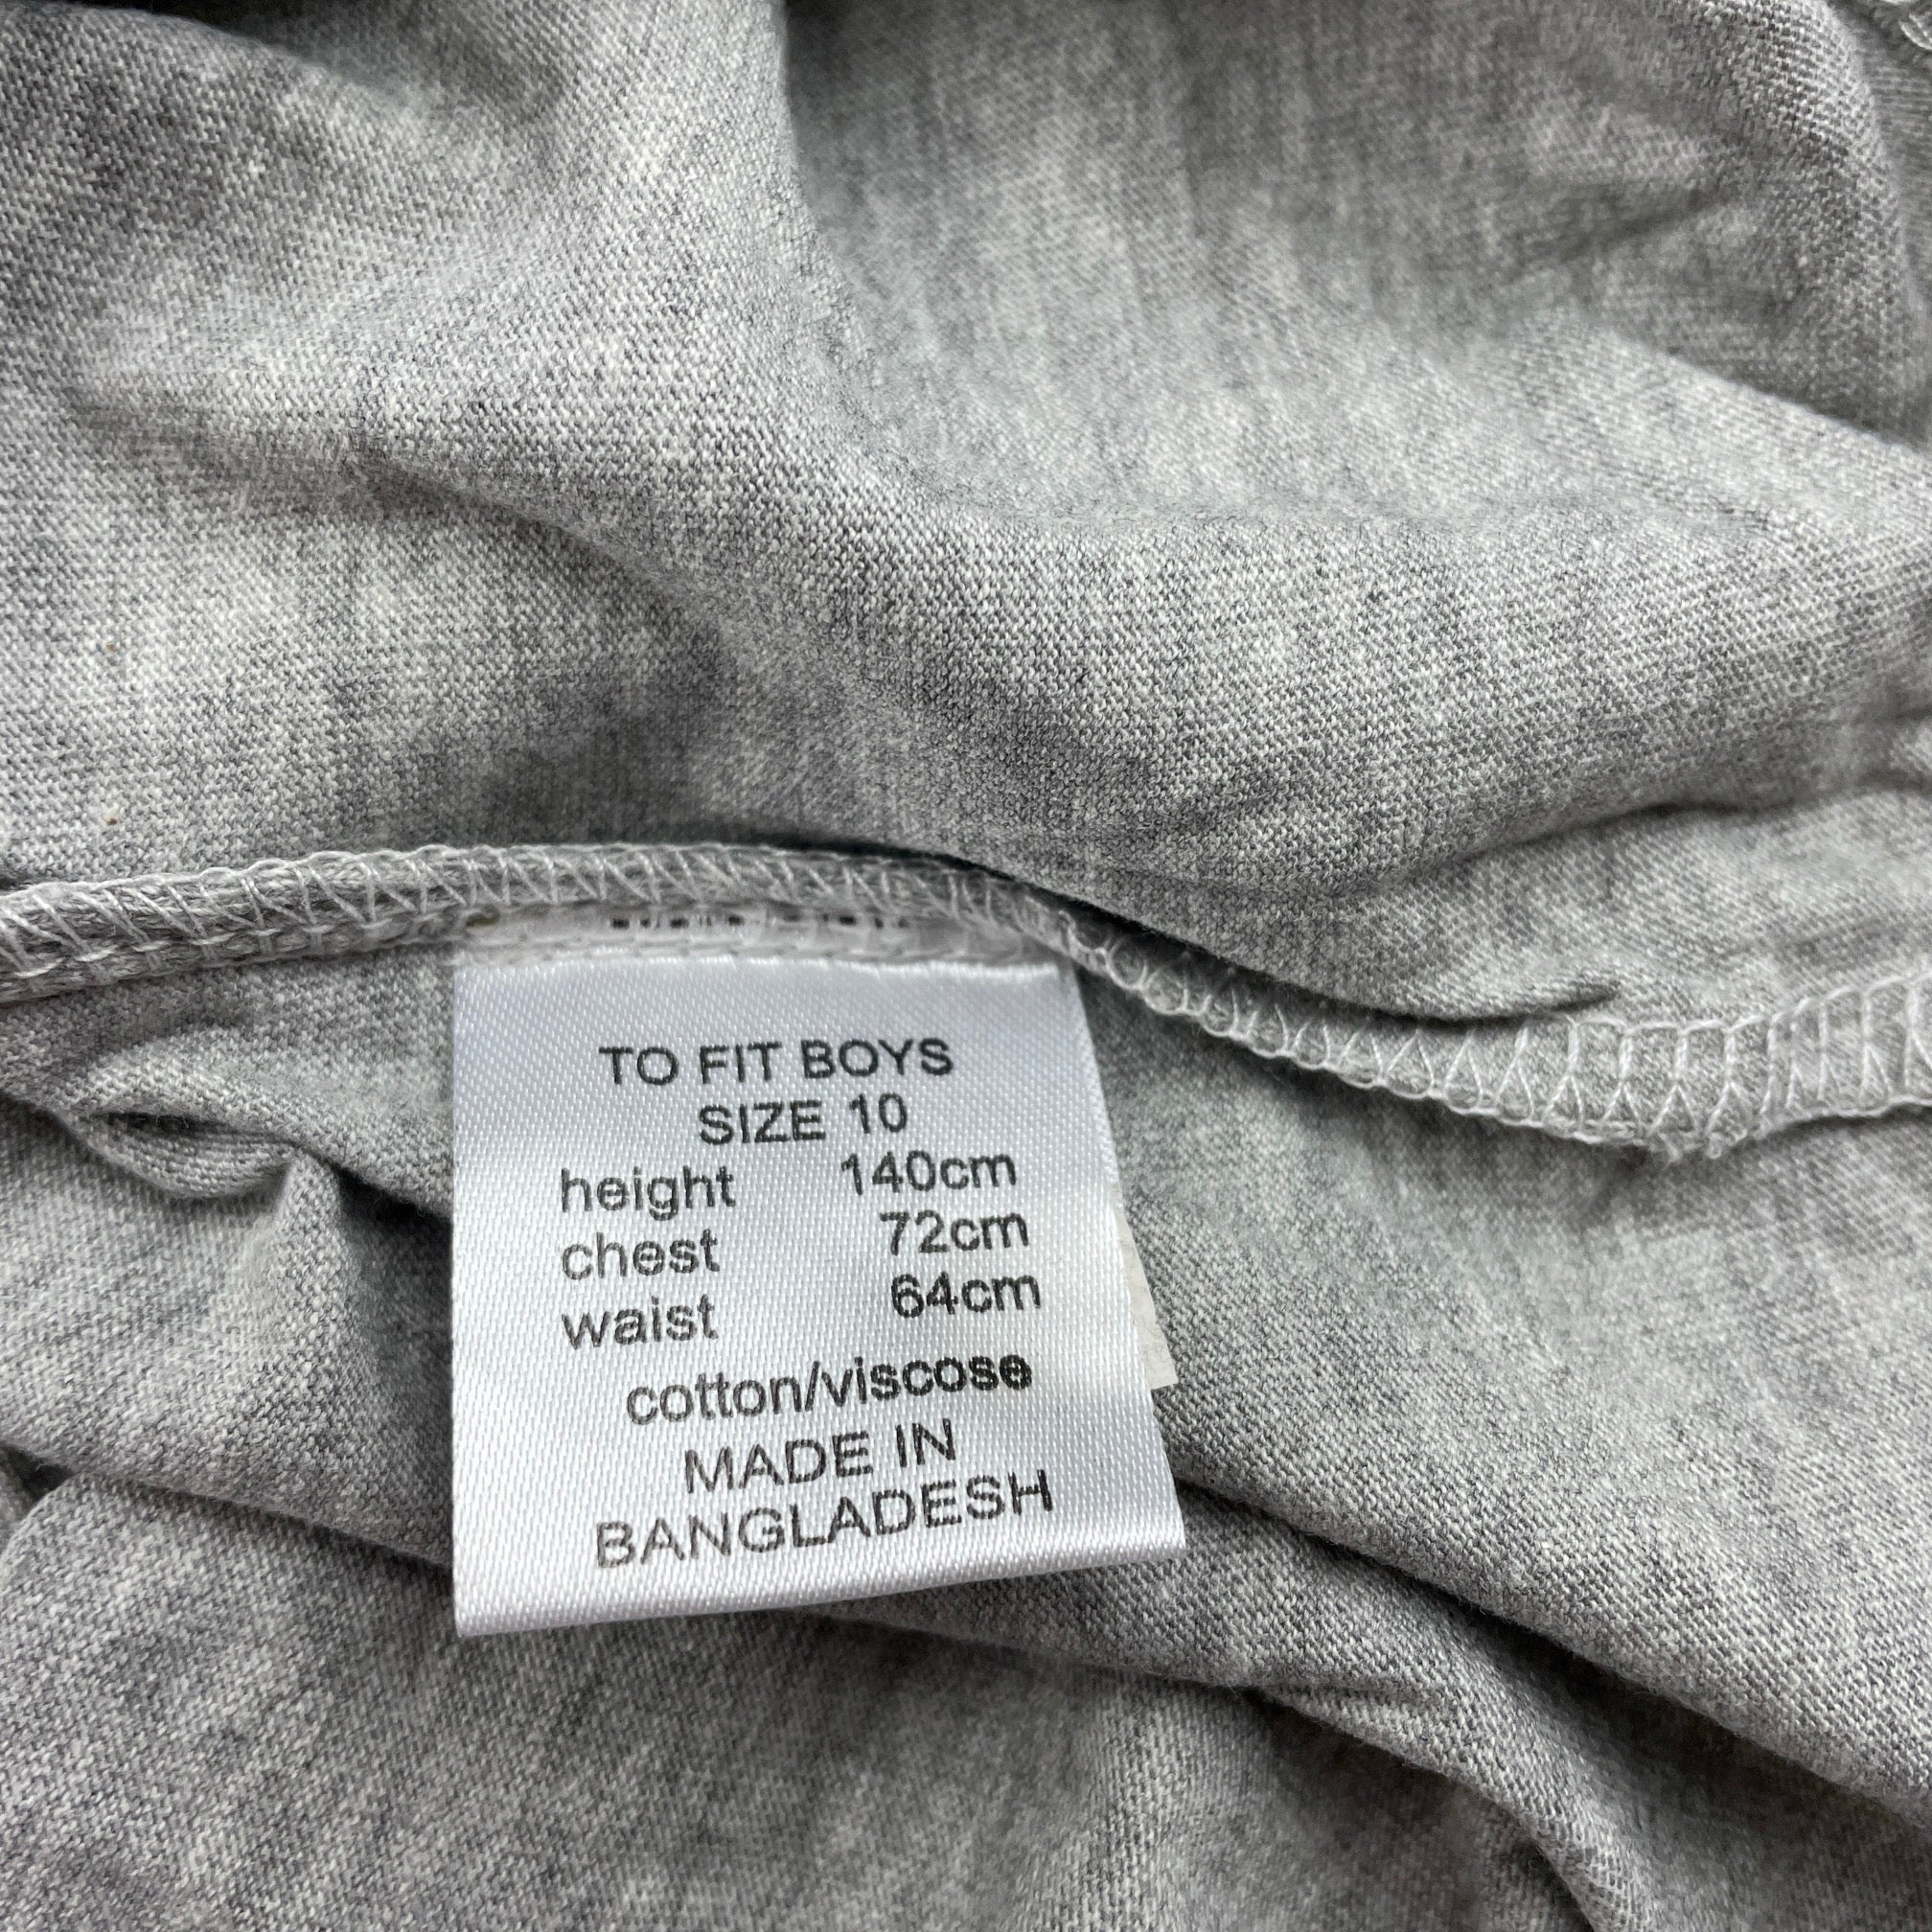 TO FIT BOYS
SIZE 10
height 140cm
chest 72cm
waist 64cm
cotton/viscose
MADE IN
BANGLADESH